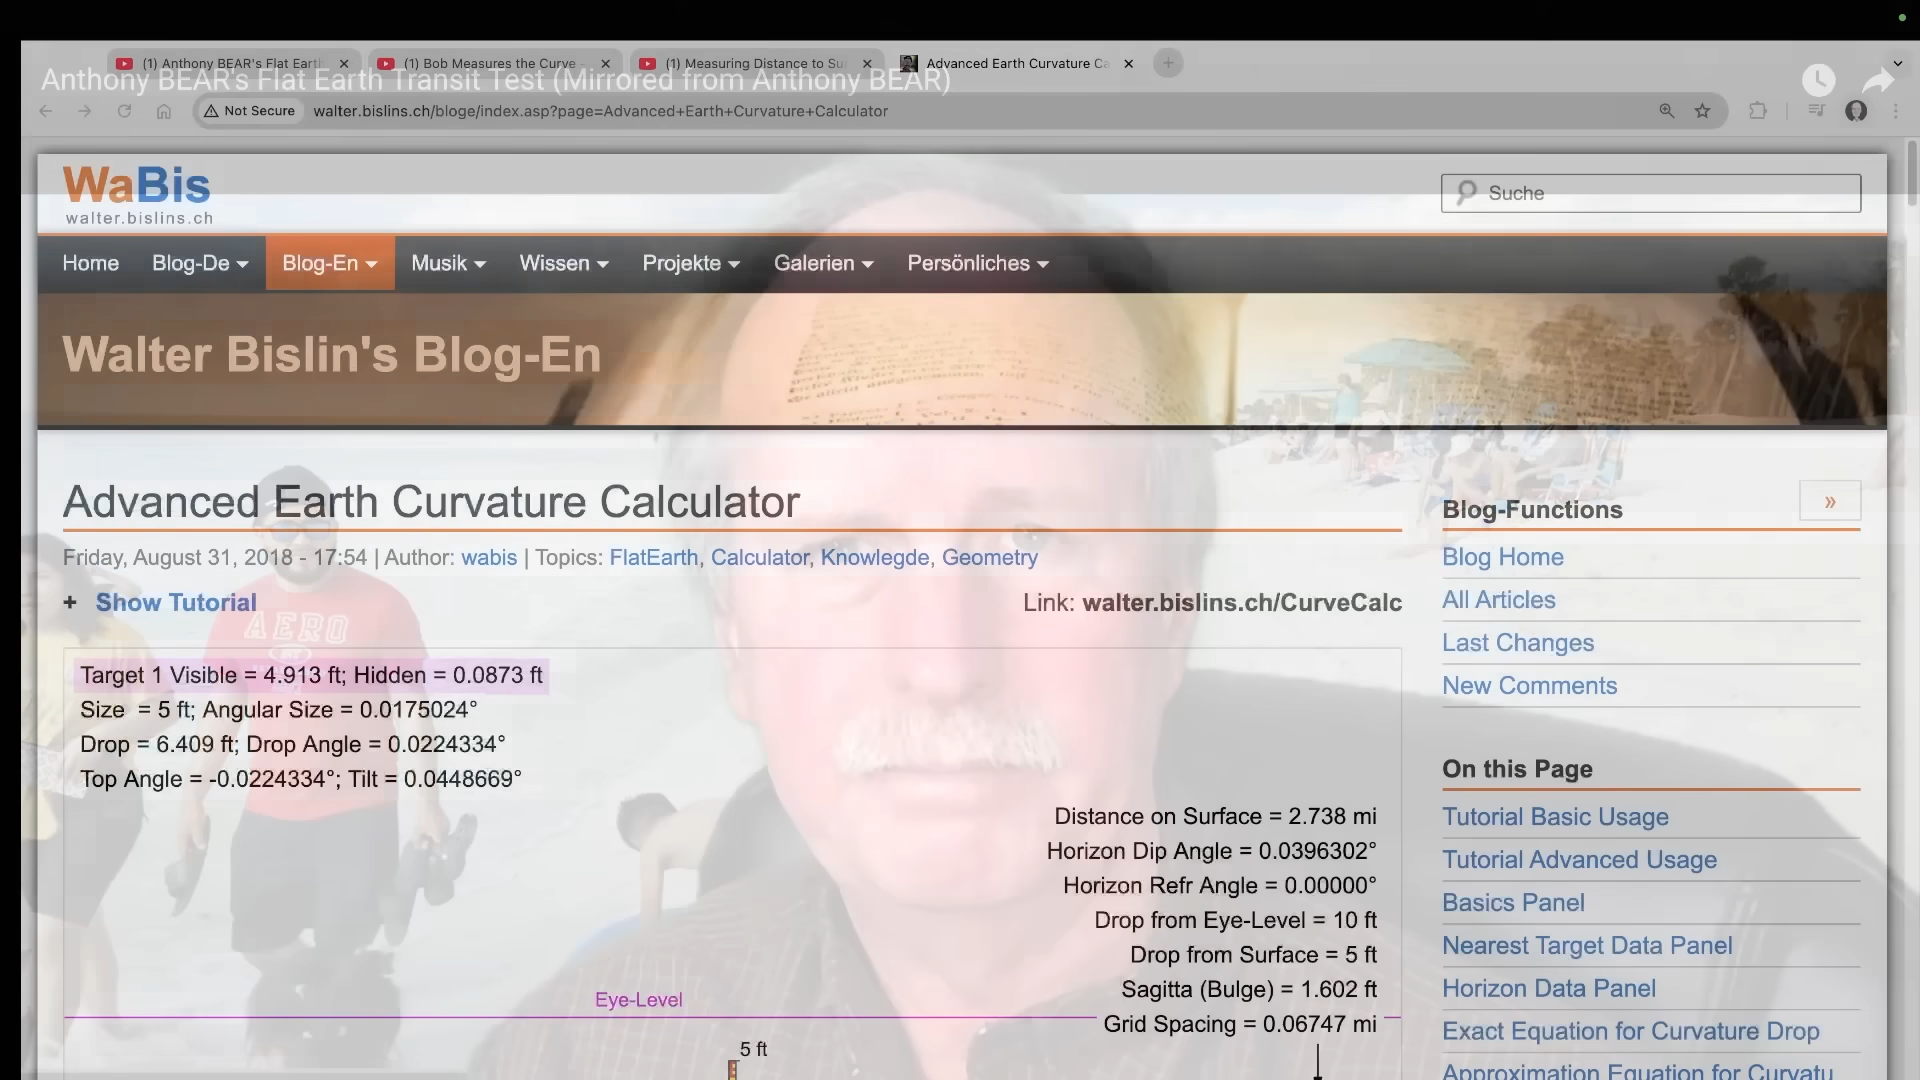 (1) Anthony BEAR's Flat Earth
(1) Bob Measures the Curve -
(1) Measuring Distance to Su
Advanced Earth Curvature Ca
Anthony BEAR's Flat Earth Transit Test (Mirrored from Anthony BEAR)
Not Secure
walter.bislins.ch/bloge/index.asp?page=Advanced+Earth+Curvature+Calculator
WaBis
walter.bislins.ch
Suche
Home Blog-De Blog-En Musik Wissen Projekte Galerien Persönliches
Walter Bislin's Blog-En
Advanced Earth Curvature Calculator
Friday, August 31, 2018 - 17:54 | Author: wabis | Topics: FlatEarth, Calculator, Knowlegde, Geometry
+ Show Tutorial
Link: walter.bislins.ch/CurveCalc
AERO
Target 1 Visible = 4.913 ft; Hidden = 0.0873 ft
Size = 5 ft; Angular Size = 0.0175024°
Drop = 6.409 ft; Drop Angle = 0.0224334°
Top Angle = -0.0224334°; Tilt = 0.0448669°
Distance on Surface = 2.738 mi
Horizon Dip Angle = 0.0396302°
Horizon Refr Angle = 0.00000°
Drop from Eye-Level = 10 ft
Drop from Surface = 5 ft
Sagitta (Bulge) = 1.602 ft
Grid Spacing = 0.06747 mi
Eye-Level
5 ft
Blog-Functions
»
Blog Home
All Articles
Last Changes
New Comments
On this Page
Tutorial Basic Usage
Tutorial Advanced Usage
Basics Panel
Nearest Target Data Panel
Horizon Data Panel
Exact Equation for Curvature Drop
Approximation Equation for Curvatu